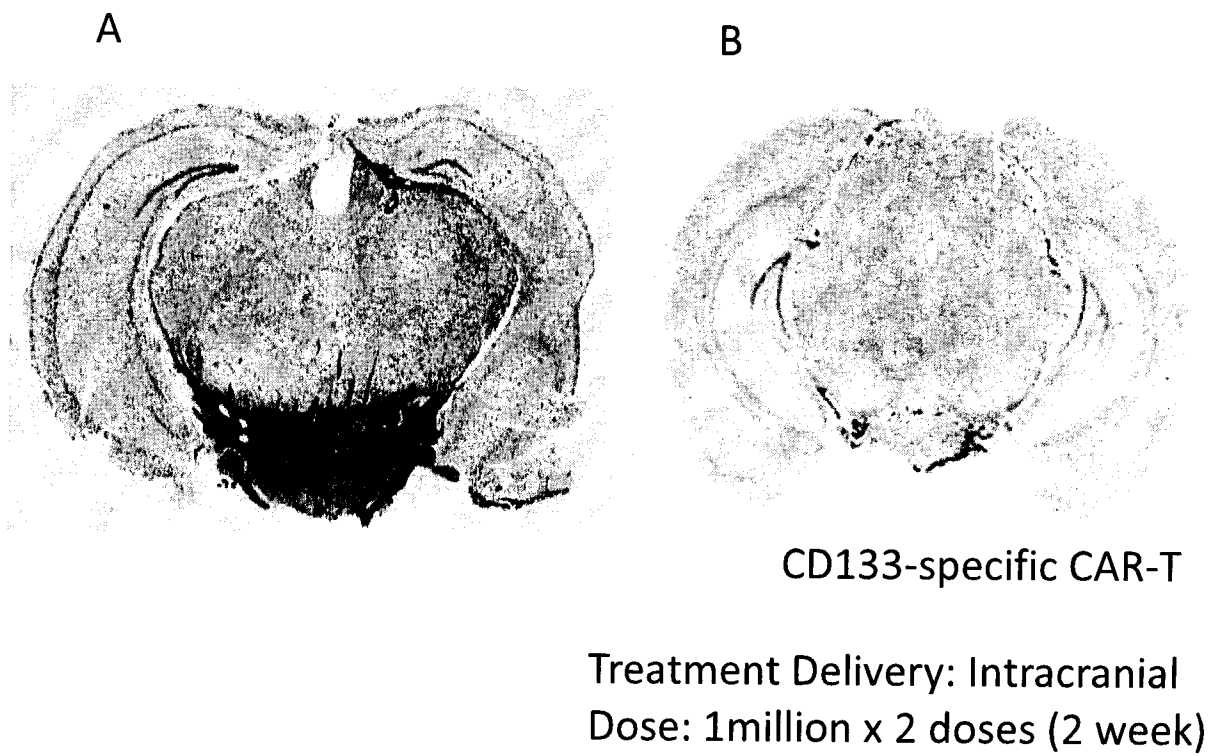 A
B
CD133-specific CAR-T
Treatment Delivery: Intracranial
Dose: 1million x 2 doses (2 week)